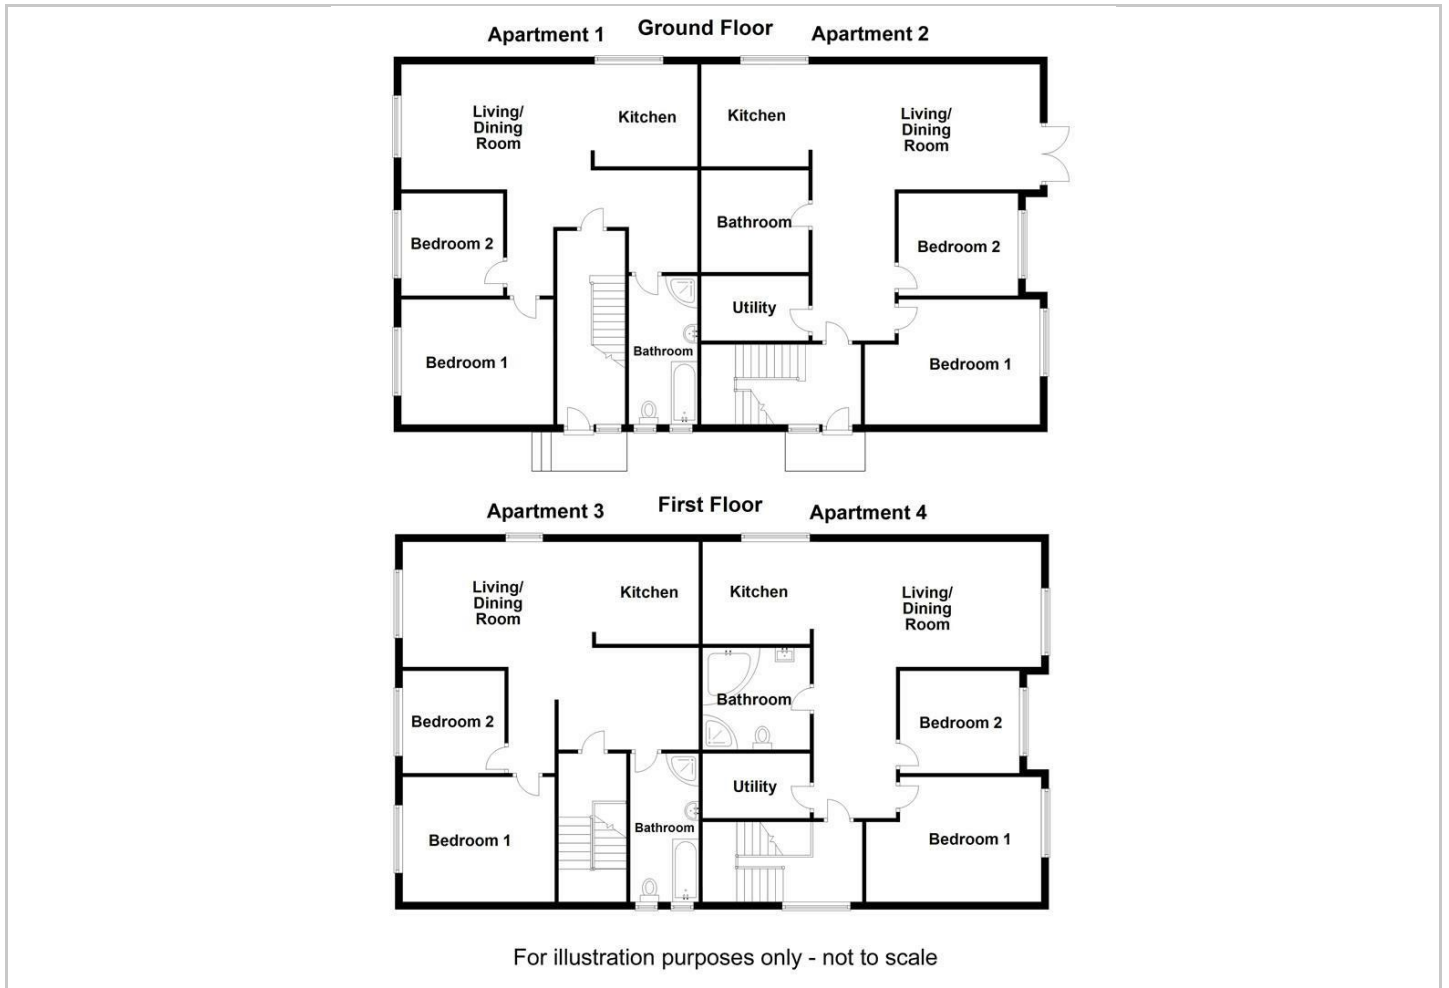 Ground Floor
Apartment 1
Apartment 2
Living/
Dining
Room
Kitchen
Kitchen
Living/
Dining
Room
Bathroom
Bedroom 2
Bedroom 2
Utility
Bathroom
Bedroom 1
Bedroom 1
First Floor
Apartment 3
Apartment 4
Living/
Dining
Room
Kitchen
Kitchen
Living/
Dining
Room
Bathroom
Bedroom 2
Bedroom 2
Utility
Bathroom
Bedroom 1
Bedroom 1
For illustration purposes only - not to scale